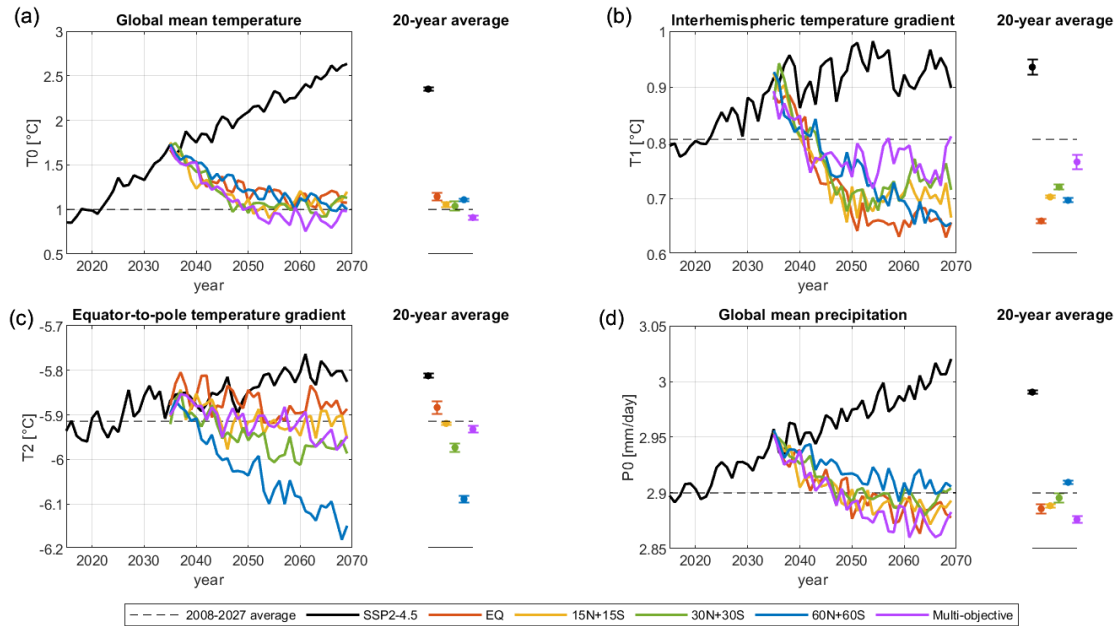 (a)
Global mean temperature
20-year average
3
2.5
2
1.5
1
0.5
T0 [°C]
2020 2030 2040 2050 2060 2070
year
(b)
Interhemispheric temperature gradient
20-year average
1
0.9
0.8
0.7
0.6
T1 [°C]
2020 2030 2040 2050 2060 2070
year
(c)
Equator-to-pole temperature gradient
20-year average
-5.7
-5.8
-5.9
-6
-6.1
-6.2
T2 [°C]
2020 2030 2040 2050 2060 2070
year
(d)
Global mean precipitation
20-year average
3.05
3
2.95
2.9
2.85
P0 [mm/day]
2020 2030 2040 2050 2060 2070
year
2008-2027 average SSP2-4.5 EQ 15N+15S 30N+30S 60N+60S Multi-objective